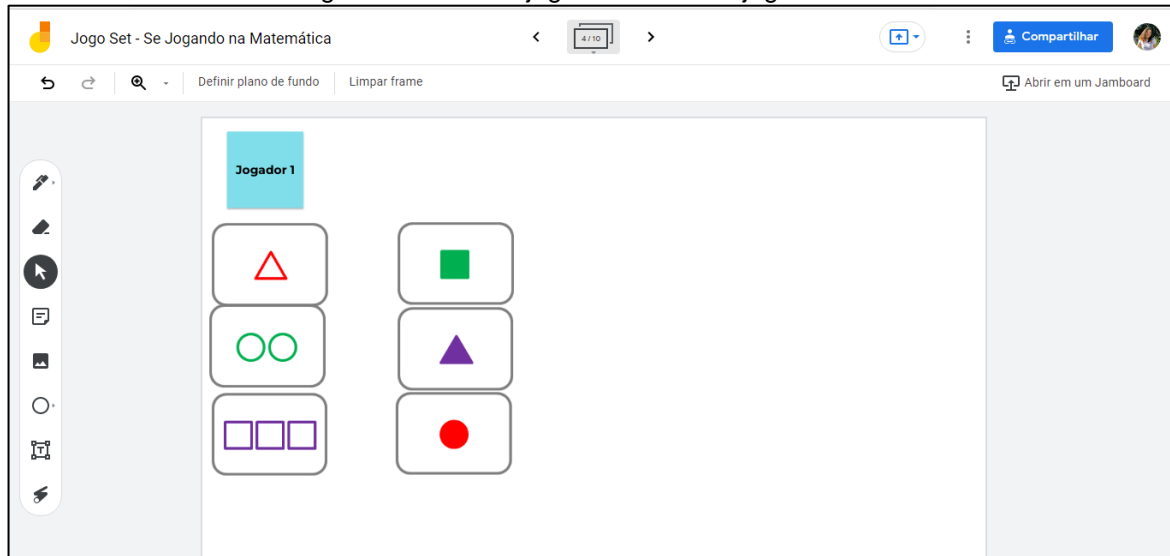 Jogo Set - Se Jogando na Matemática
4 / 10
Compartilhar
Definir plano de fundo
Limpar frame
Abrir em um Jamboard
Jogador 1